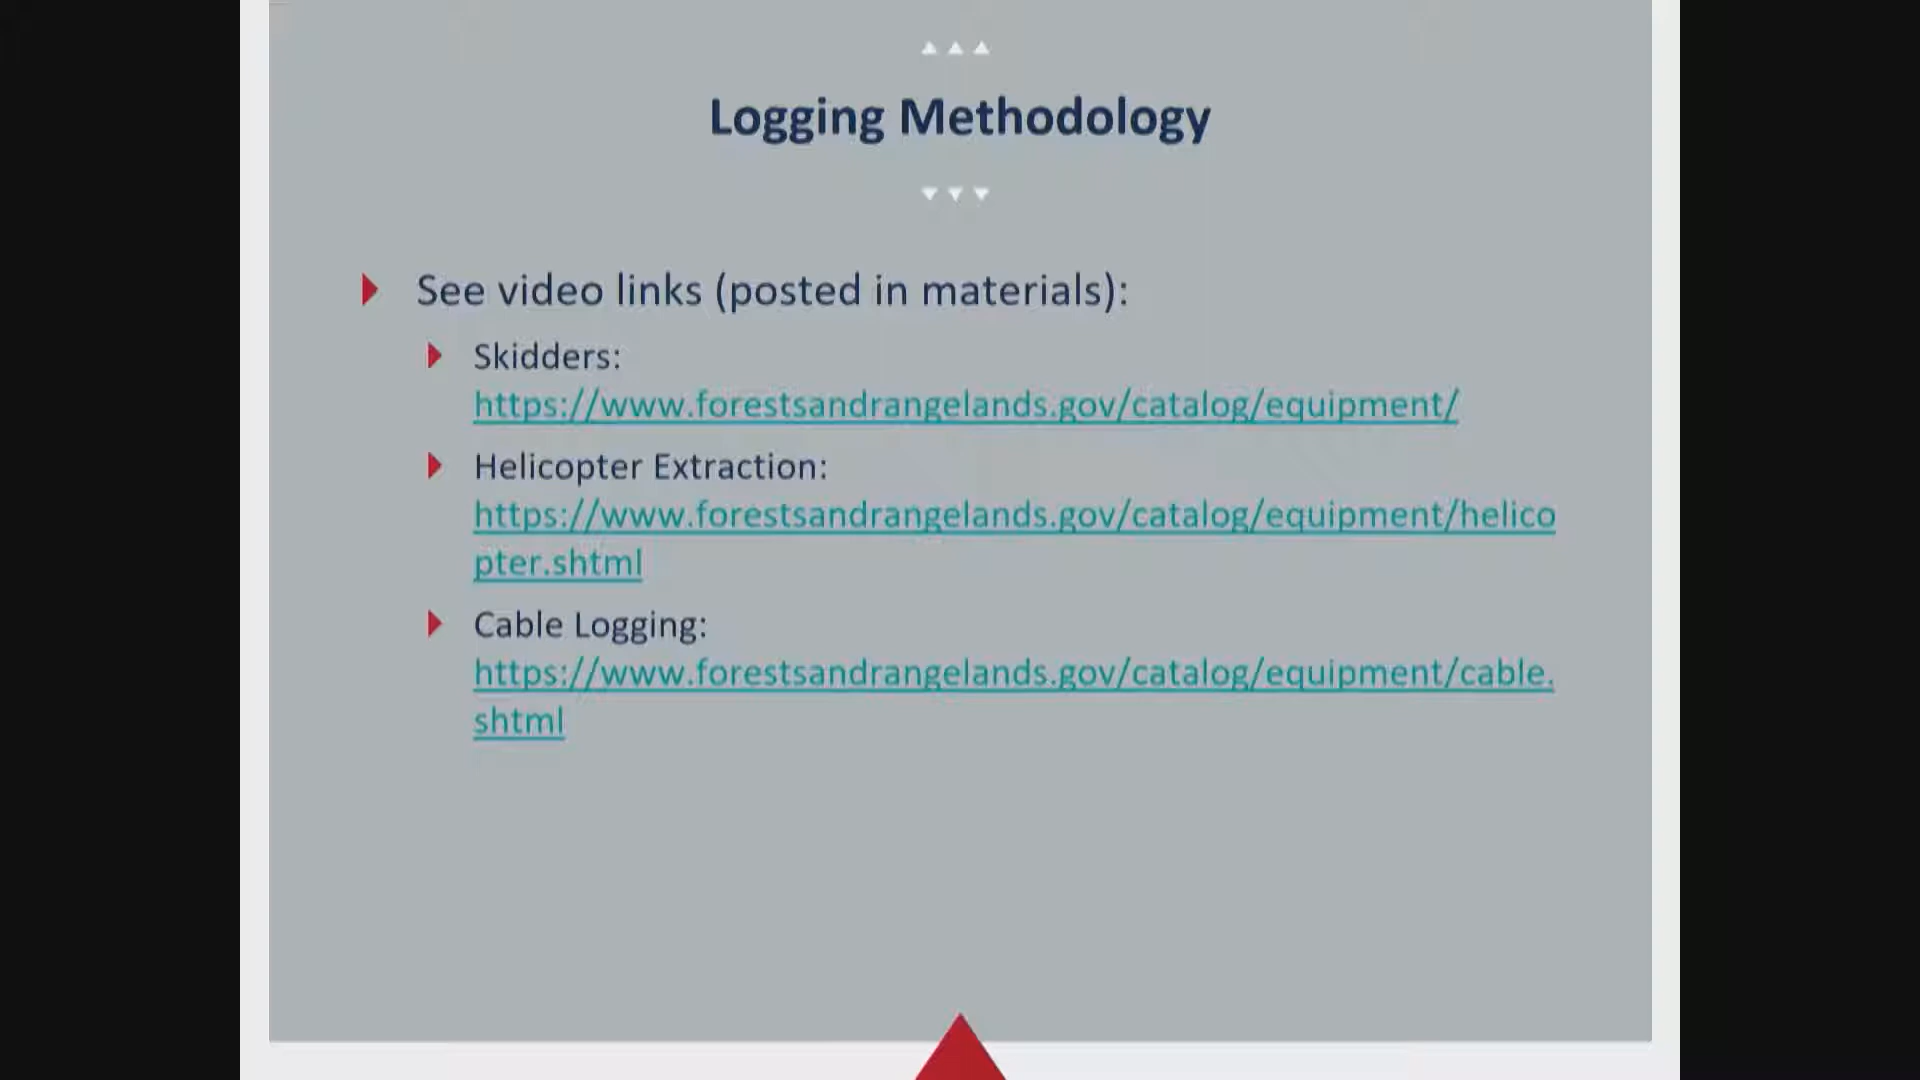 Logging Methodology
See video links (posted in materials):
Skidders:
https://www.forestsandrangelands.gov/catalog/equipment/
Helicopter Extraction:
https://www.forestsandrangelands.gov/catalog/equipment/helico
pter.shtml
Cable Logging:
https://www.forestsandrangelands.gov/catalog/equipment/cable.
shtml